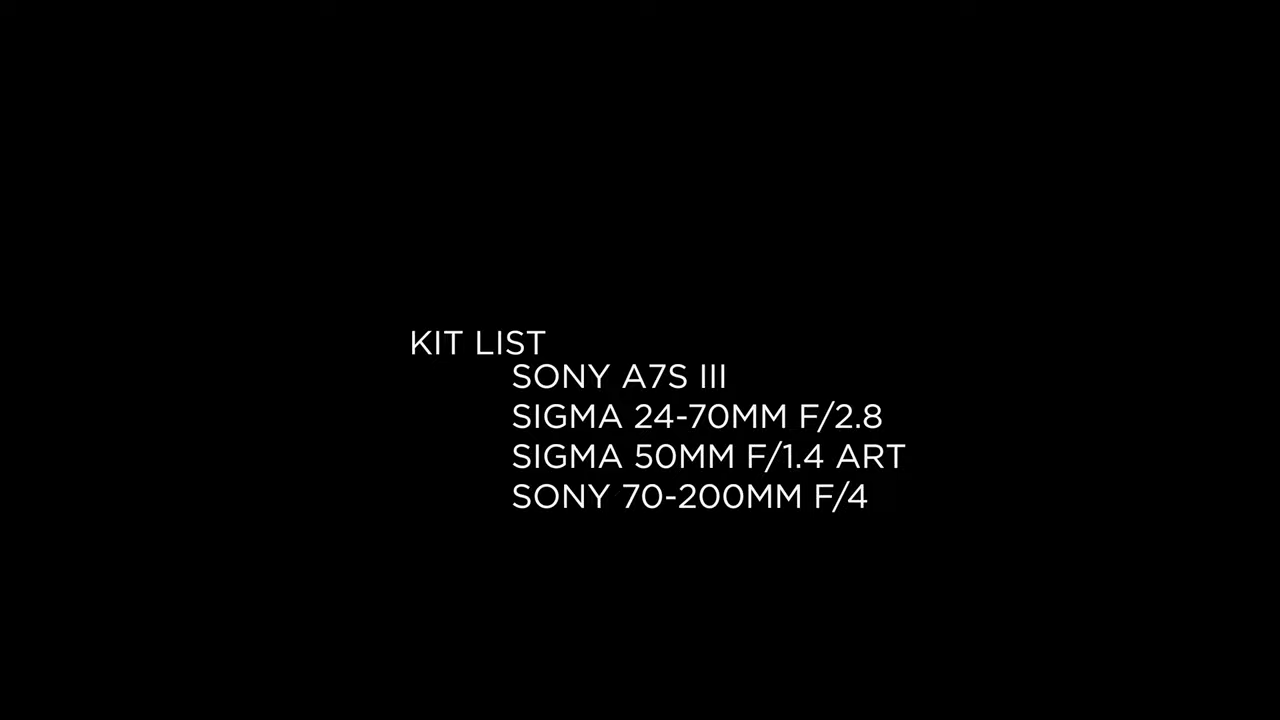 KIT LIST
SONY A7S III
SIGMA 24-70MM F/2.8
SIGMA 50MM F/1.4 ART
SONY 70-200MM F/4